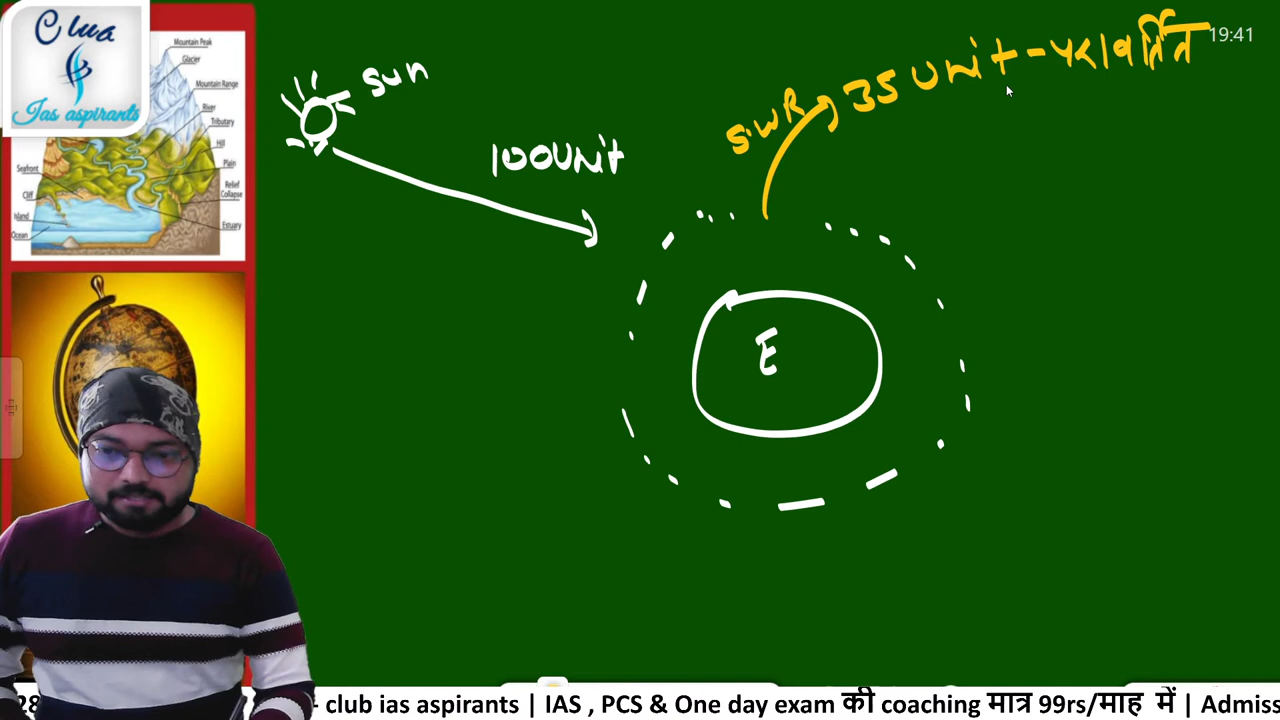 Clua
Ias aspirants
Mountain Peak
Glacier
Mountain Range
River
Tributary
Hill
Seafront
Plain
Cliff
Relief
Collapse
Island
Estuary
Ocean
sun
100Unit
S.WR
35 Unit - परावर्तित
19:41
E
28
- club ias aspirants | IAS , PCS & One day exam की coaching मात्र 99rs/माह में | Admiss